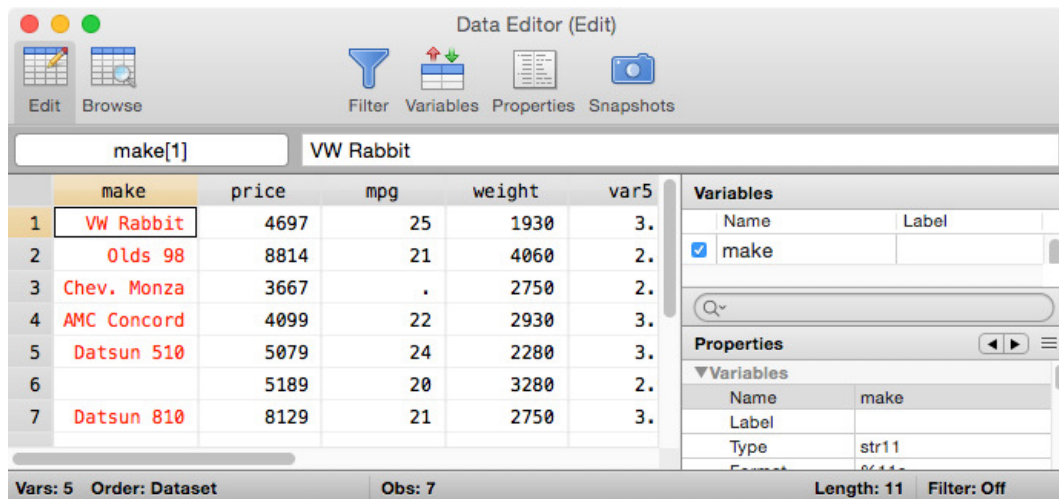 Data Editor (Edit)
Edit Browse Filter Variables Properties Snapshots
make[1] VW Rabbit
make price mpg weight var5
1 VW Rabbit 4697 25 1930 3.
2 Olds 98 8814 21 4060 2.
3 Chev. Monza 3667 . 2750 2.
4 AMC Concord 4099 22 2930 3.
5 Datsun 510 5079 24 2280 3.
6 5189 20 3280 2.
7 Datsun 810 8129 21 2750 3.
Variables
Name Label
make
Properties
Variables
Name make
Label
Type str11
Vars: 5 Order: Dataset Obs: 7 Length: 11 Filter: Off